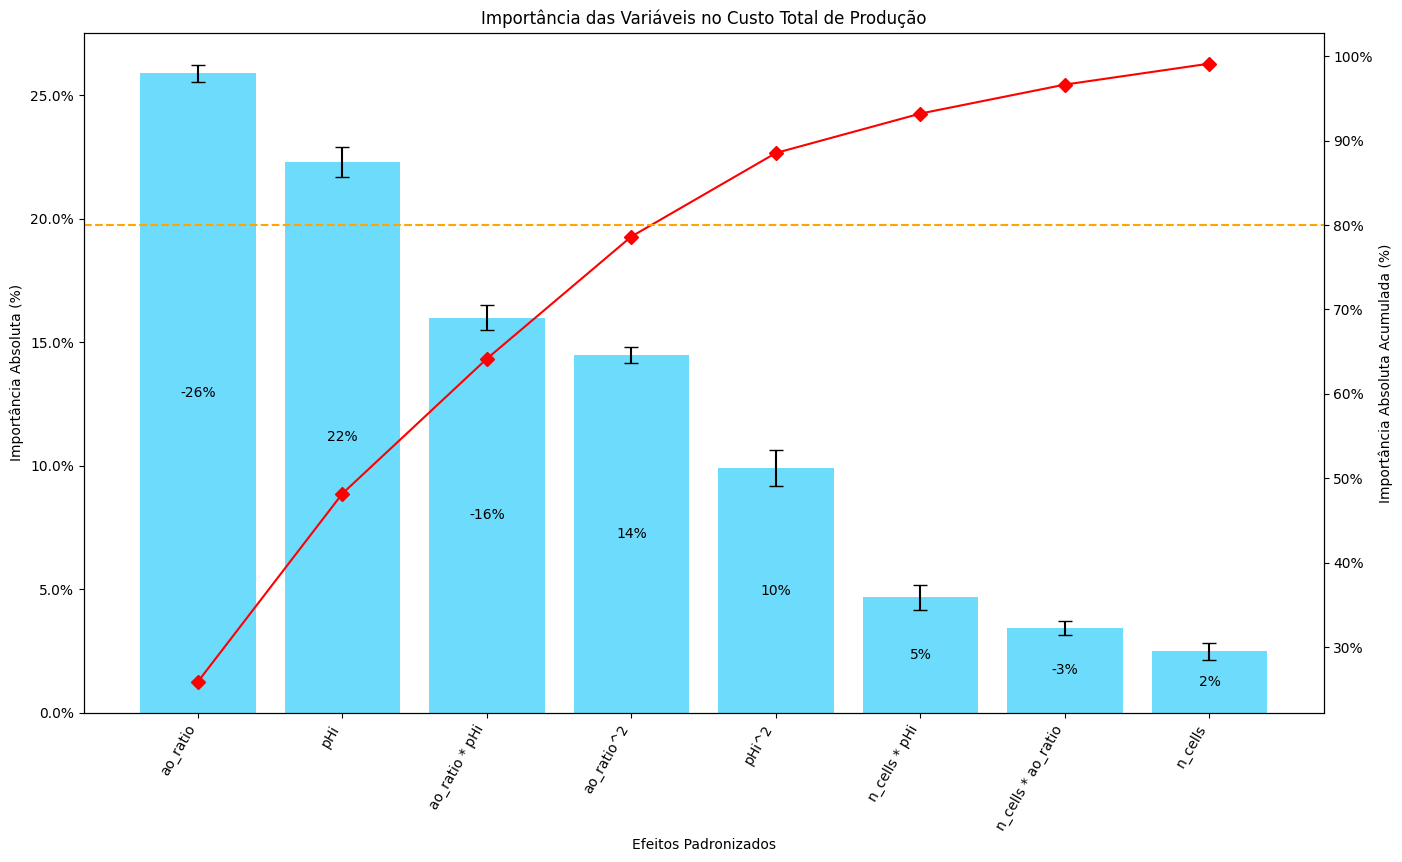 Importância das Variáveis no Custo Total de Produção
Importância Absoluta (%)
25.0%
20.0%
15.0%
10.0%
5.0%
0.0%
-26%
22%
-16%
14%
10%
5%
-3%
2%
100%
90%
80%
70%
60%
50%
40%
30%
Importância Absoluta Acumulada (%)
ao_ratio
pHi
ao_ratio * pHi
ao_ratio^2
pHi^2
n_cells * pHi
n_cells * ao_ratio
n_cells
Efeitos Padronizados